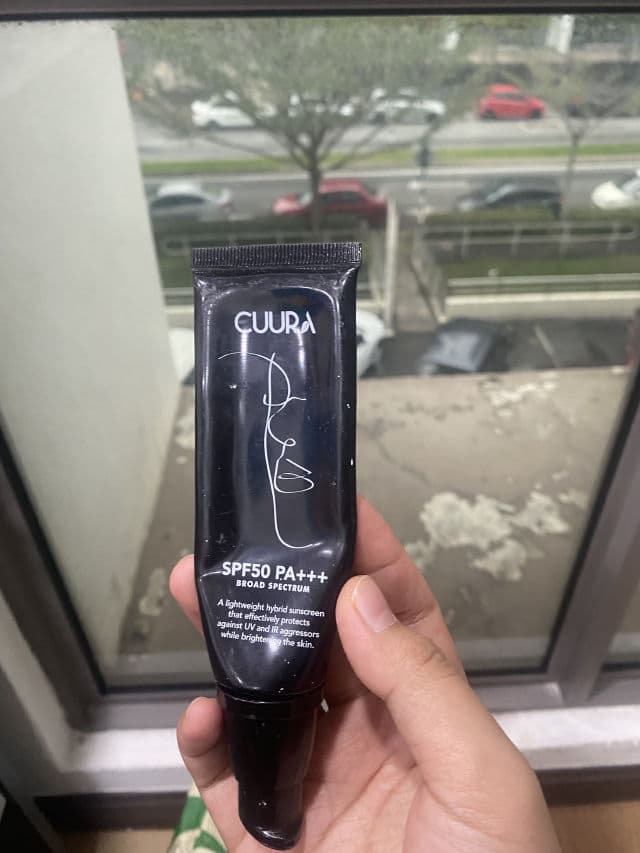 CUURA
SPF50 PA+++
BROAD SPECTRUM
A lightweight hybrid sunscreen
that effectively protects
against UV and IR aggressors
while brightening the skin.